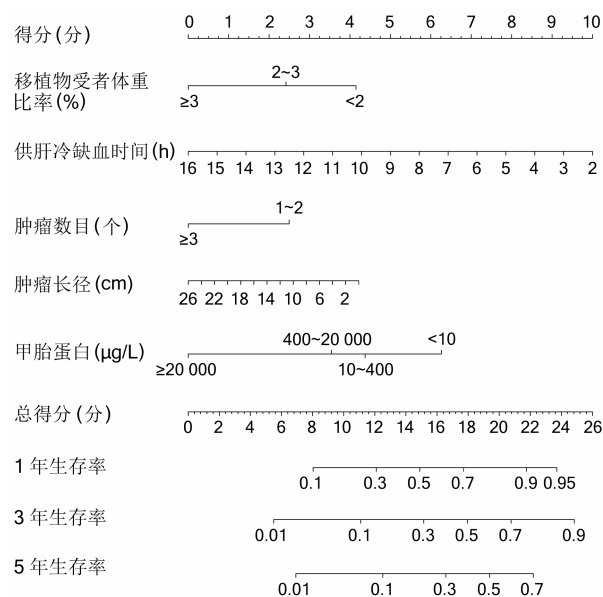 得分(分) 0 1 2 3 4 5 6 7 8 9 10
2~3
移植物受者体重
比率(%) ≥3 <2
供肝冷缺血时间(h)
16 15 14 13 12 11 10 9 8 7 6 5 4 3 2
1~2
肿瘤数目(个)
≥3
肿瘤长径(cm)
26 22 18 14 10 6 2
400~20 000 <10
甲胎蛋白(μg/L)
≥20 000 10~400
总得分(分)
0 2 4 6 8 10 12 14 16 18 20 22 24 26
1 年生存率
0.1 0.3 0.5 0.7 0.9 0.95
3 年生存率
0.01 0.1 0.3 0.5 0.7 0.9
5 年生存率
0.01 0.1 0.3 0.5 0.7